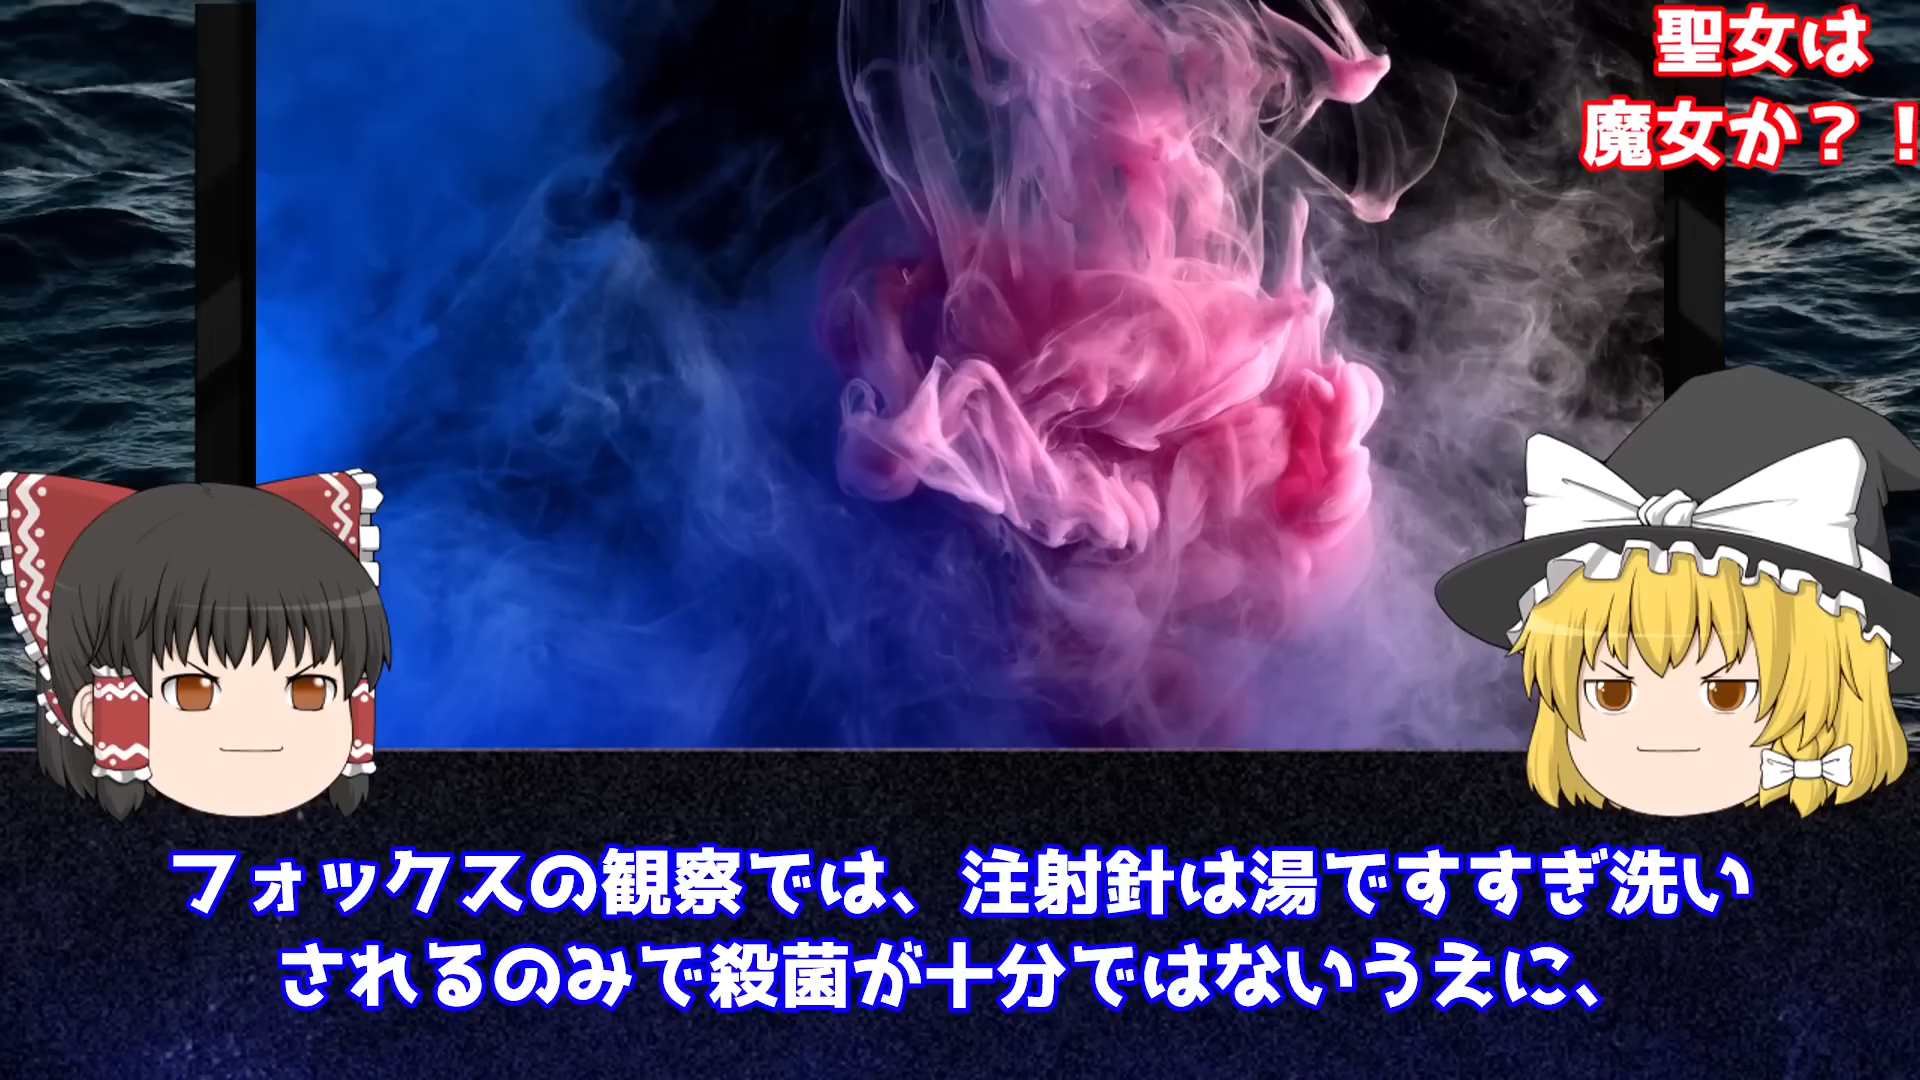 聖女は
魔女か？！
フォックスの観察では、注射針は湯ですすぎ洗い
されるのみで殺菌が十分ではないうえに、